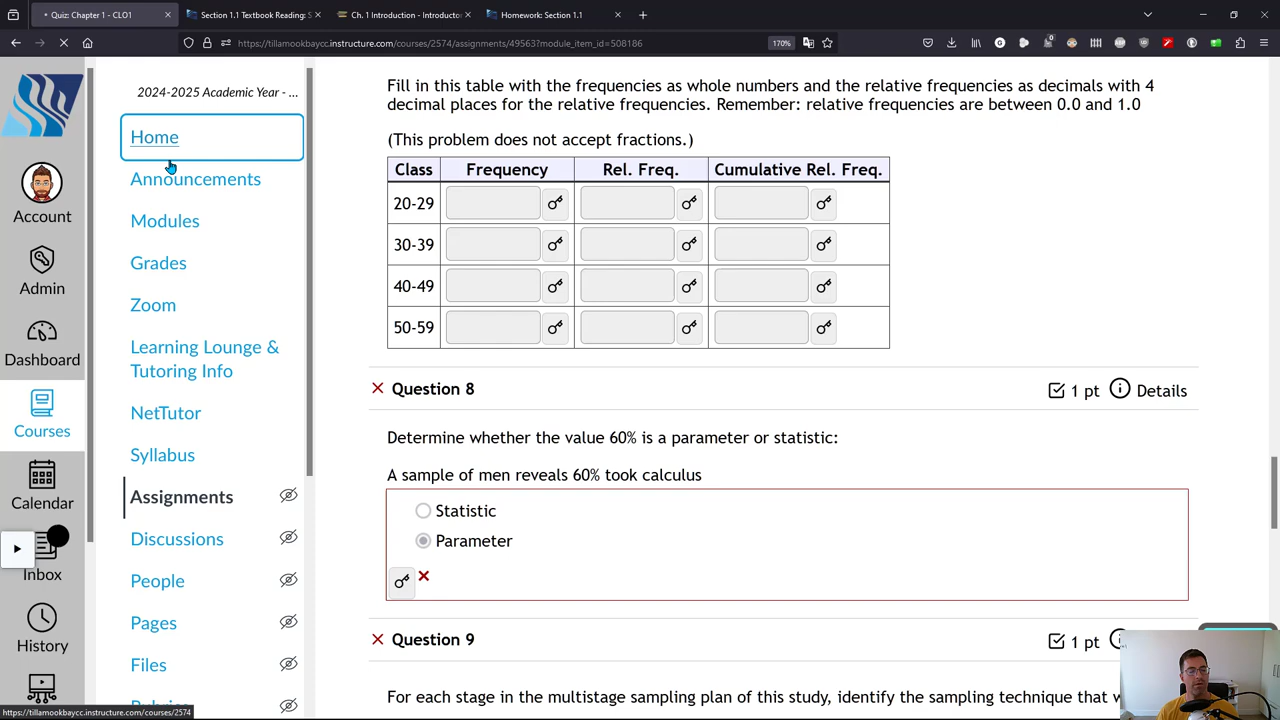 Quiz: Chapter 1 - CLO1
Section 1.1 Textbook Reading: S
Ch. 1 Introduction - Introductor
Homework: Section 1.1
https://tillamookbaycc.instructure.com/courses/2574/assignments/49563?module_item_id=508186
170%
2024-2025 Academic Year - ...
Home
Announcements
Modules
Grades
Zoom
Learning Lounge &
Tutoring Info
NetTutor
Syllabus
Assignments
Discussions
People
Pages
Files
Account
Admin
Dashboard
Courses
Calendar
Inbox
History
Fill in this table with the frequencies as whole numbers and the relative frequencies as decimals with 4
decimal places for the relative frequencies. Remember: relative frequencies are between 0.0 and 1.0
(This problem does not accept fractions.)
Class Frequency Rel. Freq. Cumulative Rel. Freq.
20-29
30-39
40-49
50-59
Question 8 1 pt Details
Determine whether the value 60% is a parameter or statistic:
A sample of men reveals 60% took calculus
Statistic
Parameter
Question 9 1 pt
For each stage in the multistage sampling plan of this study, identify the sampling technique that w
https://tillamookbaycc.instructure.com/courses/2574